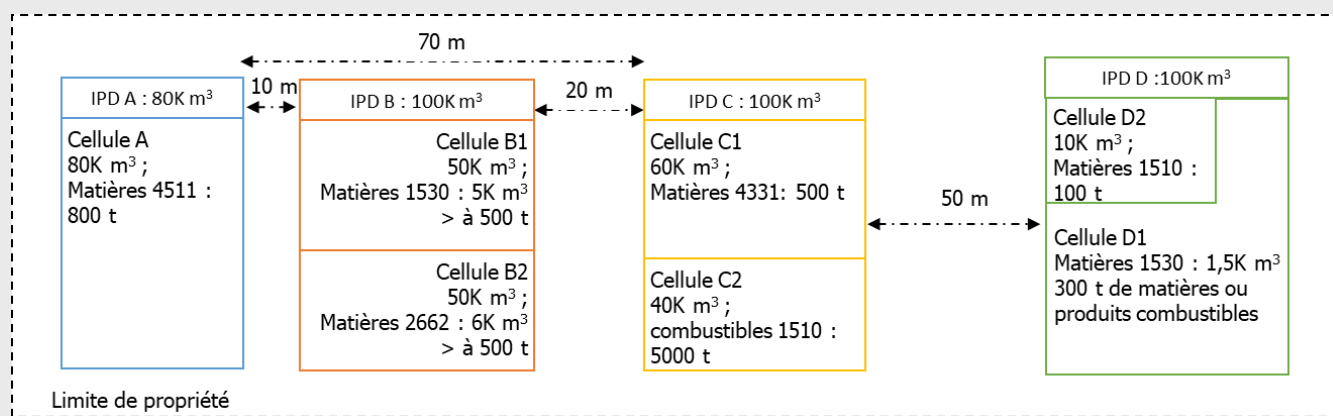 70 m
10 m
20 m
50 m
IPD A : 80K m³
Cellule A
80K m³ ;
Matières 4511 :
800 t
IPD B : 100K m³
Cellule B1
50K m³ ;
Matières 1530 : 5K m³
> à 500 t
Cellule B2
50K m³ ;
Matières 2662 : 6K m³
> à 500 t
IPD C : 100K m³
Cellule C1
60K m³ ;
Matières 4331: 500 t
Cellule C2
40K m³ ;
combustibles 1510 :
5000 t
IPD D :100K m³
Cellule D2
10K m³ ;
Matières 1510 :
100 t
Cellule D1
Matières 1530 : 1,5K m³
300 t de matières ou
produits combustibles
Limite de propriété